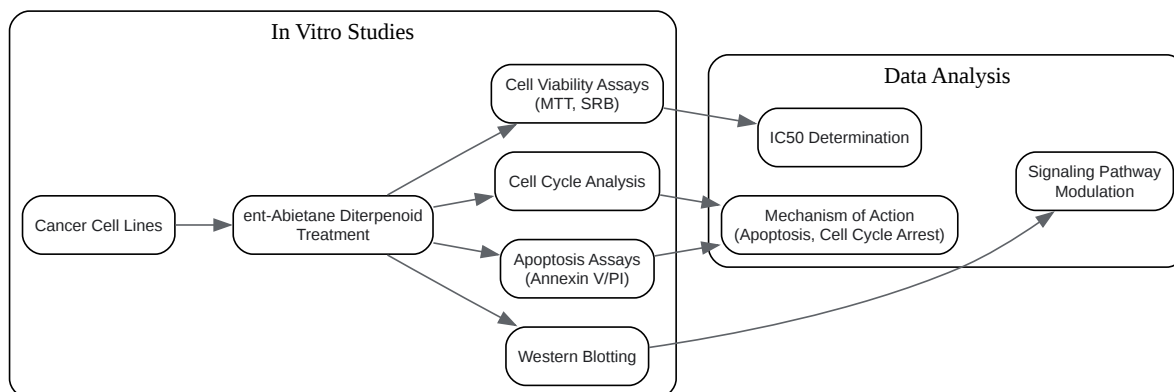 In Vitro Studies
Cancer Cell Lines
ent-Abietane Diterpenoid
Treatment
Cell Viability Assays
(MTT, SRB)
Cell Cycle Analysis
Apoptosis Assays
(Annexin V/PI)
Western Blotting
Data Analysis
IC50 Determination
Mechanism of Action
(Apoptosis, Cell Cycle Arrest)
Signaling Pathway
Modulation